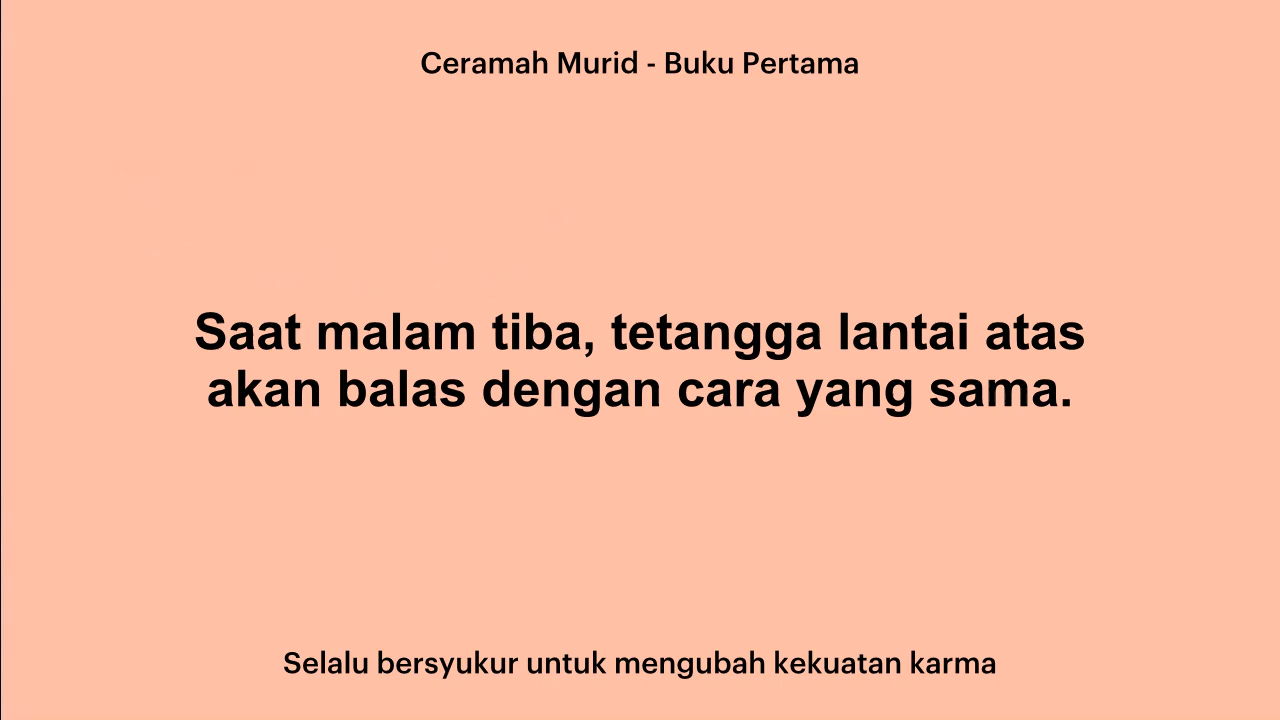 Ceramah Murid - Buku Pertama
Saat malam tiba, tetangga lantai atas
akan balas dengan cara yang sama.
Selalu bersyukur untuk mengubah kekuatan karma